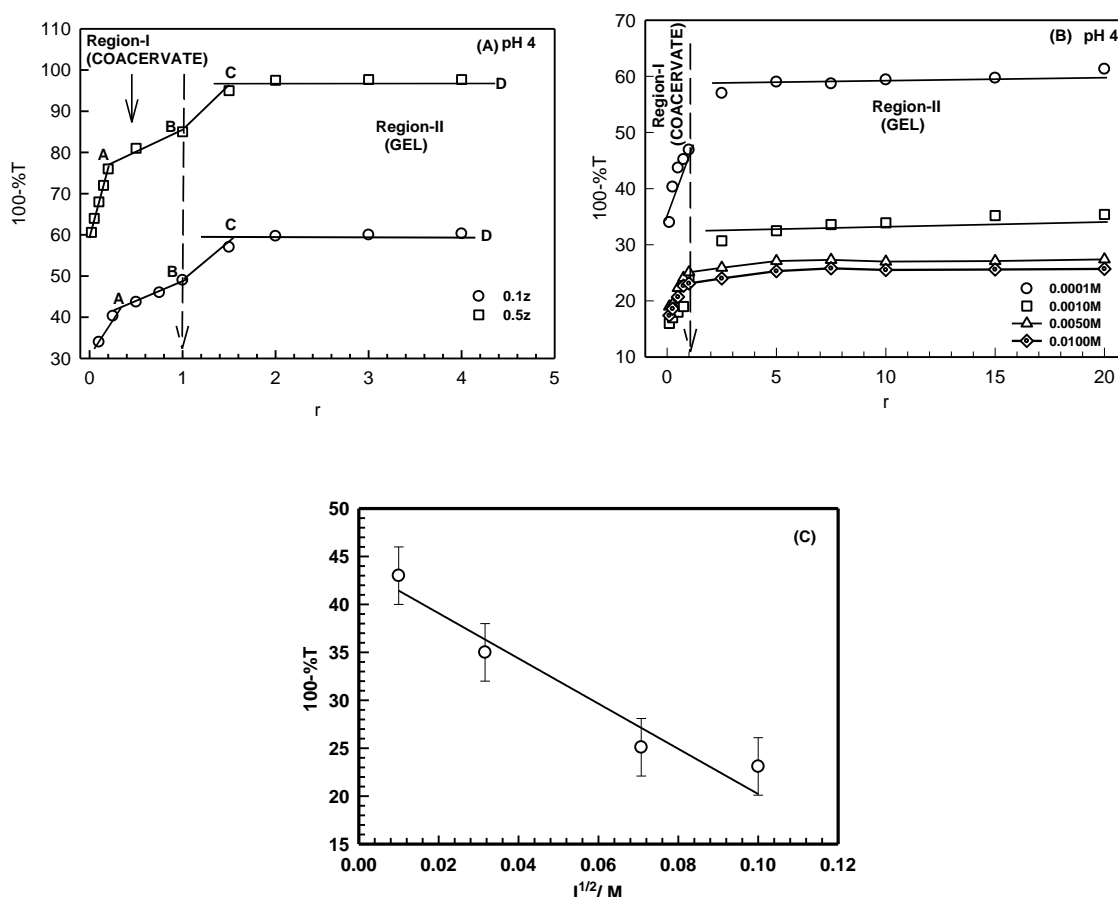 (A) pH 4
Region-I
(COACERVATE)
Region-II
(GEL)
A
B
C
D
A
B
C
D
0.1z
0.5z
100-%T
100
90
80
70
60
50
40
30
0 1 2 3 4 5
r
(B) pH 4
Region-I
(COACERVATE)
Region-II
(GEL)
0.0001M
0.0010M
0.0050M
0.0100M
100-%T
70
60
50
40
30
20
10
0 5 10 15 20
r
(C)
100-%T
50
45
40
35
30
25
20
15
0.00 0.02 0.04 0.06 0.08 0.10 0.12
I1/2/ M